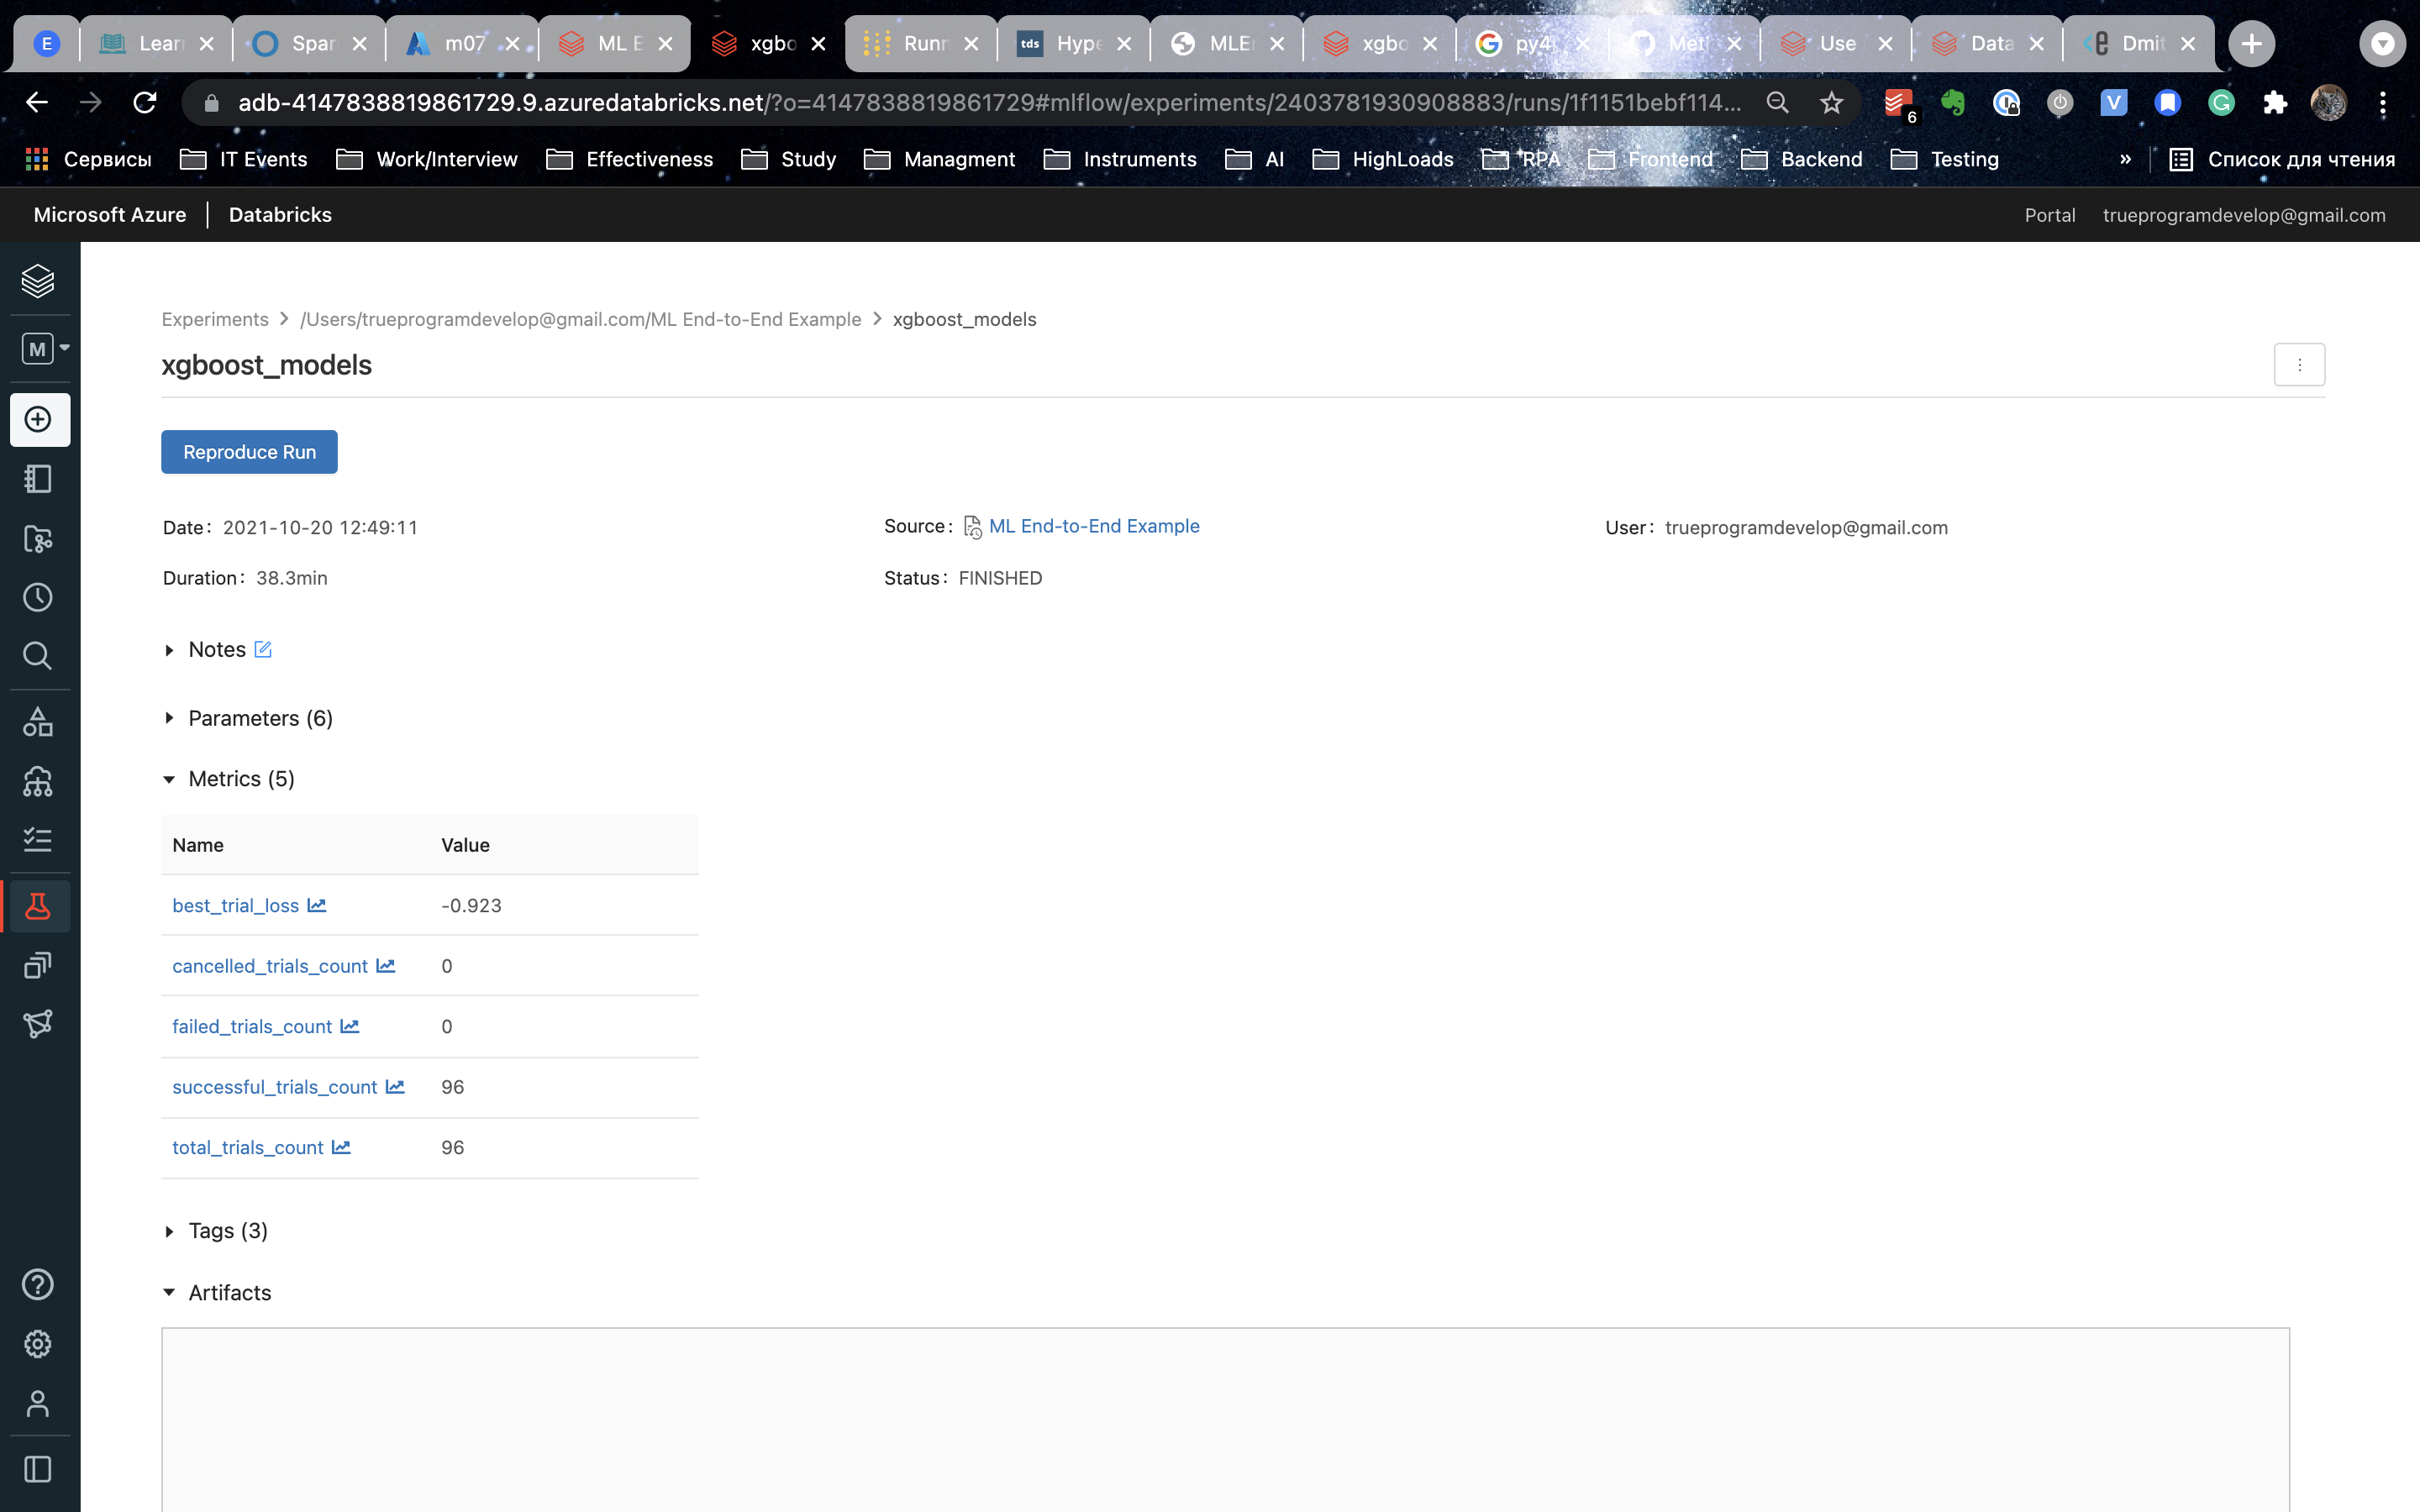 E Lear Spar m07 ML E xgbo Runn tds Hype MLE xgbo py4 Met Use Data Dmit
adb-4147838819861729.9.azuredatabricks.net/?o=4147838819861729#mlflow/experiments/2403781930908883/runs/1f1151bebf114... 6
Сервисы IT Events Work/Interview Effectiveness Study Managment Instruments AI HighLoads RPA Frontend Backend Testing » Список для чтения
Microsoft Azure | Databricks Portal trueprogramdevelop@gmail.com
M
Experiments > /Users/trueprogramdevelop@gmail.com/ML End-to-End Example > xgboost_models
xgboost_models
Reproduce Run
Date: 2021-10-20 12:49:11 Source: ML End-to-End Example User: trueprogramdevelop@gmail.com
Duration: 38.3min Status: FINISHED
Notes
Parameters (6)
Metrics (5)
Name Value
best_trial_loss -0.923
cancelled_trials_count 0
failed_trials_count 0
successful_trials_count 96
total_trials_count 96
Tags (3)
Artifacts